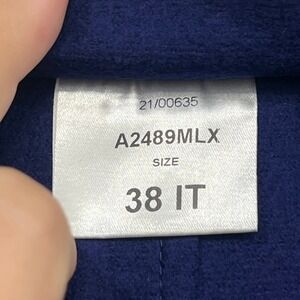 21/00635
A2489MLX
SIZE
38 IT